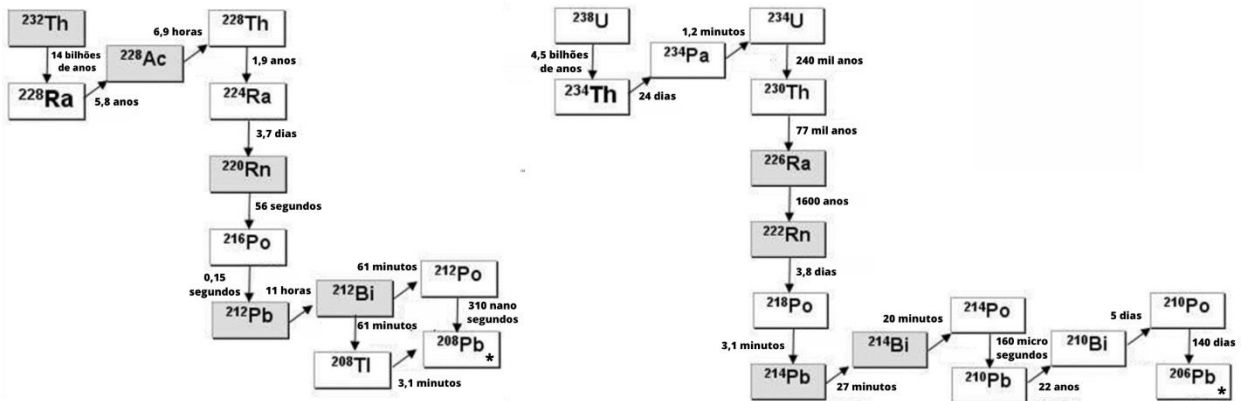 ²³²Th
14 bilhões
de anos
²²⁸Ra
5,8 anos
²²⁸Ac
6,9 horas
²²⁸Th
1,9 anos
²²⁴Ra
3,7 dias
²²⁰Rn
56 segundos
²¹⁶Po
0,15
segundos
²¹²Pb
11 horas
²¹²Bi
61 minutos
²¹²Po
310 nano
segundos
61 minutos
²⁰⁸Tl
3,1 minutos
²⁰⁸Pb
*
²³⁸U
4,5 bilhões
de anos
²³⁴Th
24 dias
²³⁴Pa
1,2 minutos
²³⁴U
240 mil anos
²³⁰Th
77 mil anos
²²⁶Ra
1600 anos
²²²Rn
3,8 dias
²¹⁸Po
3,1 minutos
²¹⁴Pb
27 minutos
²¹⁴Bi
20 minutos
²¹⁴Po
160 micro
segundos
²¹⁰Pb
22 anos
²¹⁰Bi
5 dias
²¹⁰Po
140 dias
²⁰⁶Pb
*